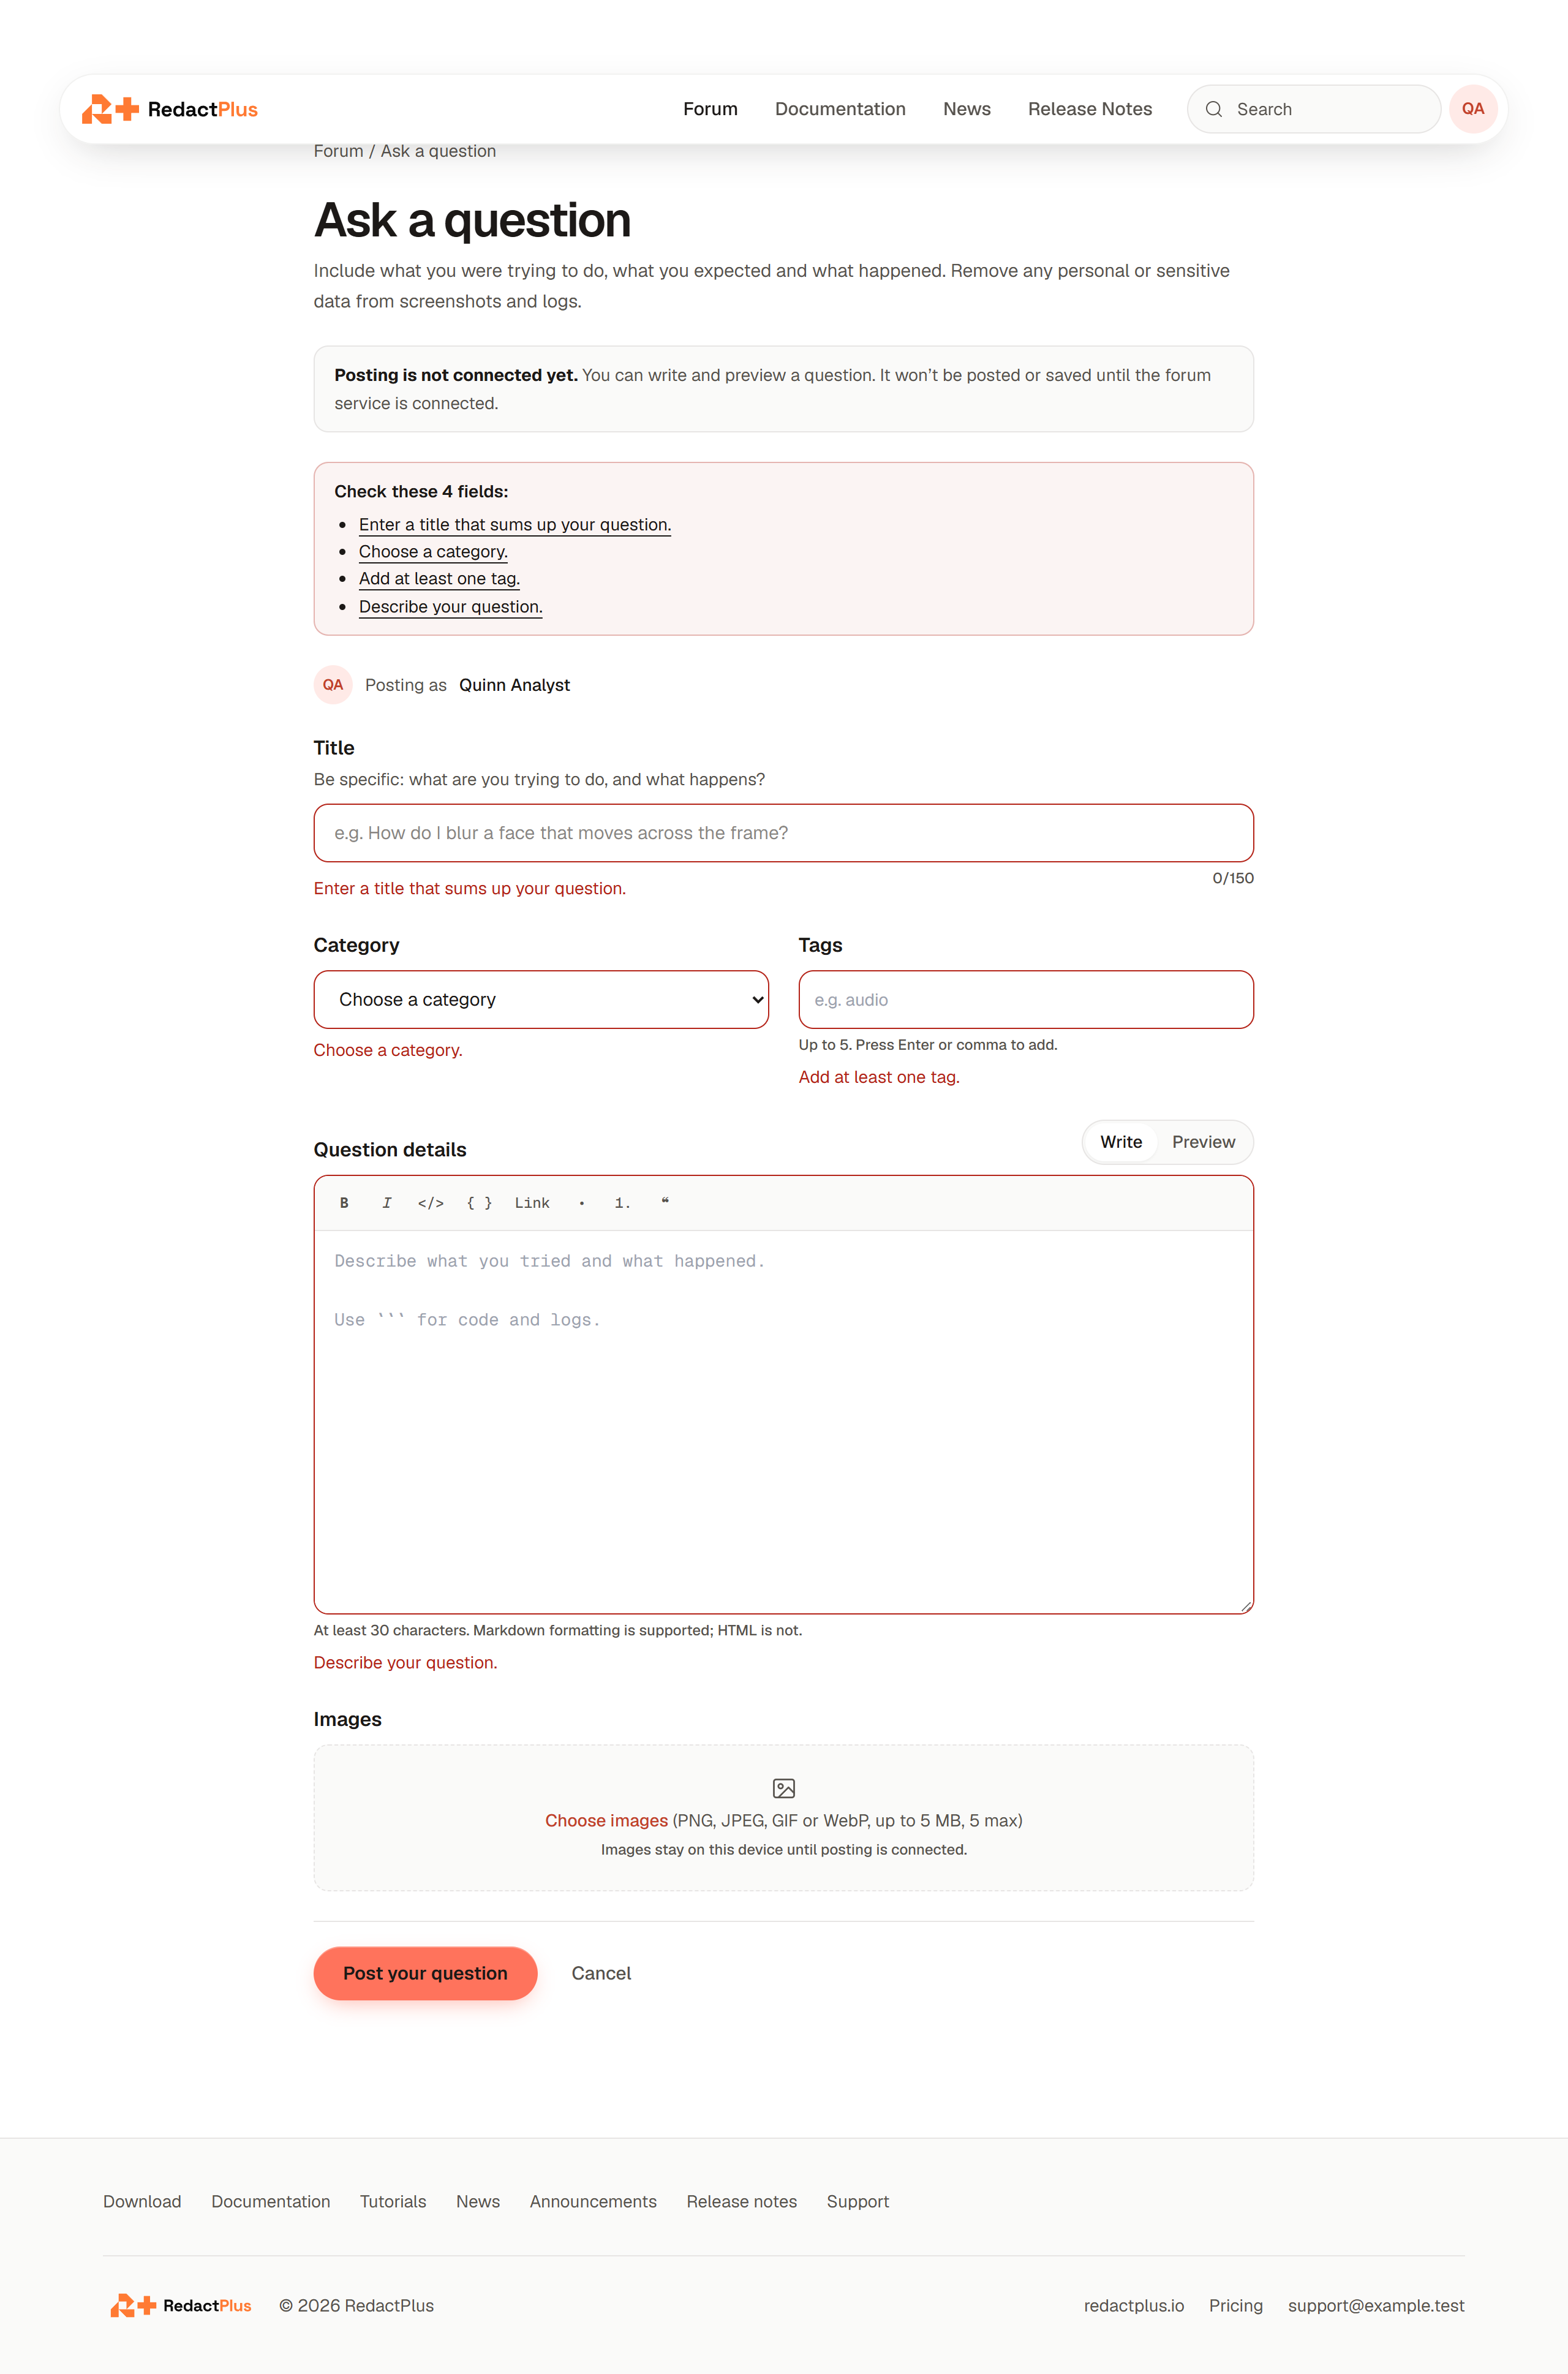 RedactPlus
Forum
Documentation
News
Release Notes
Search
QA
Forum / Ask a question
Ask a question
Include what you were trying to do, what you expected and what happened. Remove any personal or sensitive
data from screenshots and logs.
Posting is not connected yet. You can write and preview a question. It won’t be posted or saved until the forum
service is connected.
Check these 4 fields:
• Enter a title that sums up your question.
• Choose a category.
• Add at least one tag.
• Describe your question.
QA Posting as Quinn Analyst
Title
Be specific: what are you trying to do, and what happens?
e.g. How do I blur a face that moves across the frame?
Enter a title that sums up your question.
0/150
Category
Choose a category
Choose a category.
Tags
e.g. audio
Up to 5. Press Enter or comma to add.
Add at least one tag.
Question details
Write
Preview
B I </> { } Link • 1. ❝
Describe what you tried and what happened.
Use ``` for code and logs.
At least 30 characters. Markdown formatting is supported; HTML is not.
Describe your question.
Images
Choose images (PNG, JPEG, GIF or WebP, up to 5 MB, 5 max)
Images stay on this device until posting is connected.
Post your question
Cancel
Download
Documentation
Tutorials
News
Announcements
Release notes
Support
RedactPlus
© 2026 RedactPlus
redactplus.io
Pricing
support@example.test